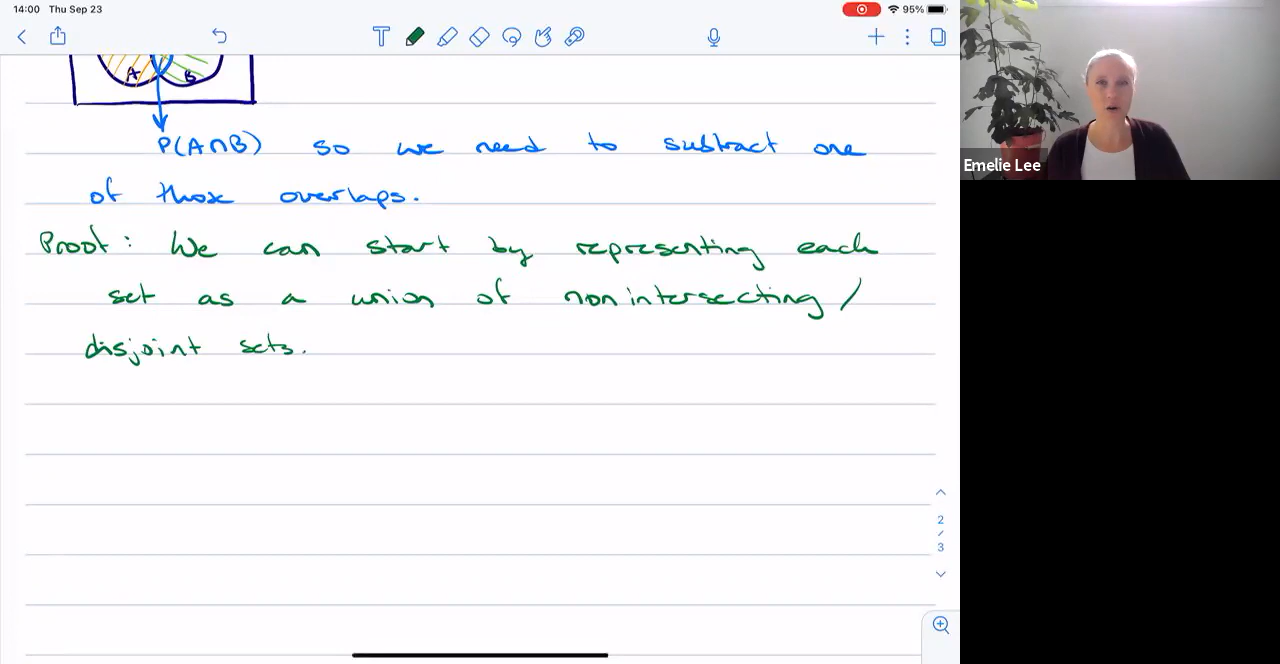 14:00 Thu Sep 23
95%
A B
P(A∩B) so we need to subtract one
of those overlaps.
Proof: We can start by representing each
set as a union of nonintersecting /
disjoint sets.
2
/
3
Emelie Lee